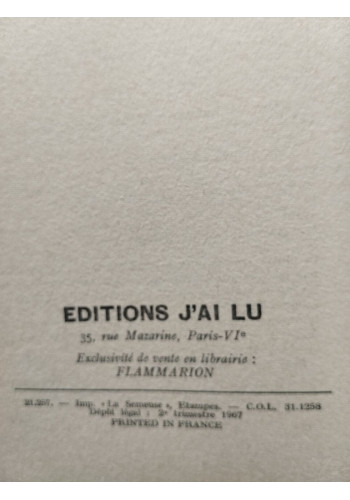 EDITIONS J'AI LU
35, rue Mazarine, Paris-VIe
Exclusivité de vente en librairie :
FLAMMARION
— Imp. « La Semeuse », Etampes. — C.O.L. 31.1258
Dépôt légal : 2e trimestre 1967
PRINTED IN FRANCE